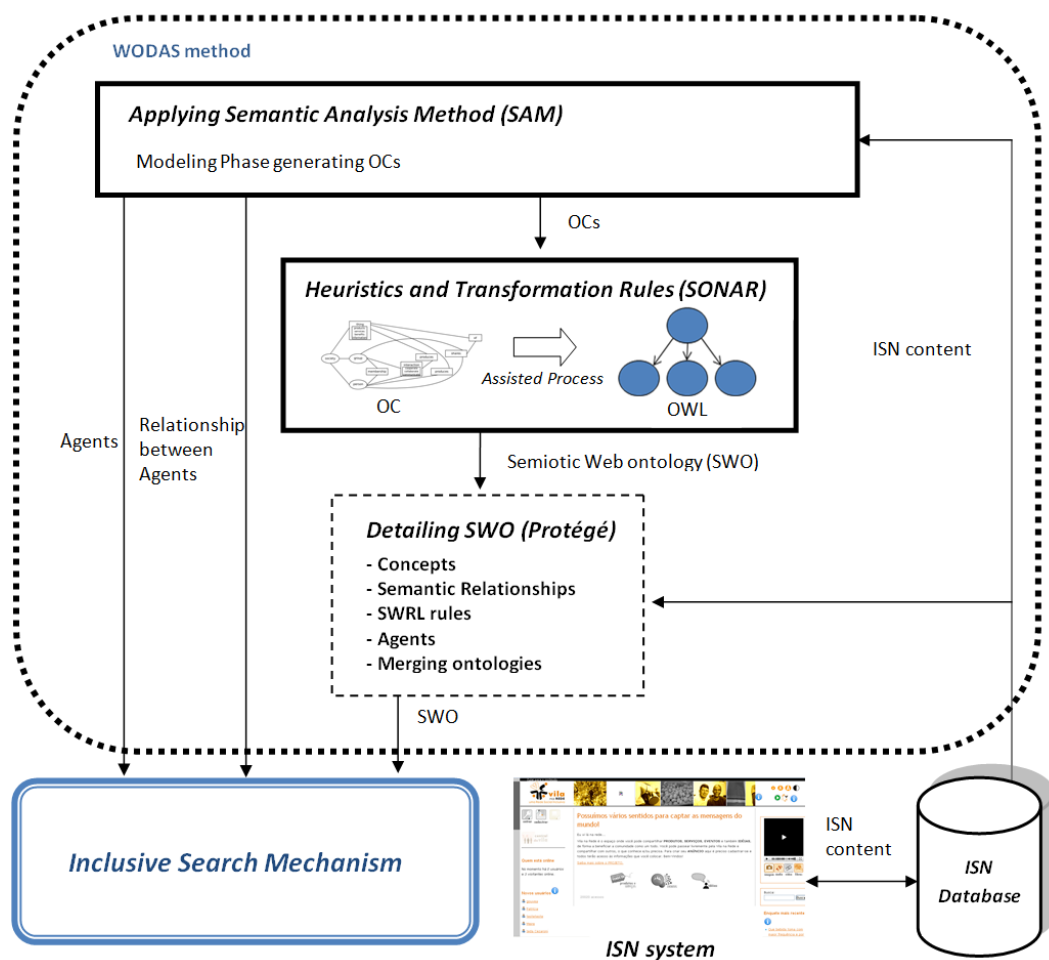 WODAS method
Applying Semantic Analysis Method (SAM)
Modeling Phase generating OCs
OCs
Heuristics and Transformation Rules (SONAR)
Assisted Process
OC
OWL
ISN content
Agents
Relationship
between
Agents
Semiotic Web ontology (SWO)
Detailing SWO (Protégé)
- Concepts
- Semantic Relationships
- SWRL rules
- Agents
- Merging ontologies
SWO
Inclusive Search Mechanism
vila
Possuímos vários sentidos para captar as mensagens do
mundo!
ISN
content
ISN
Database
ISN system